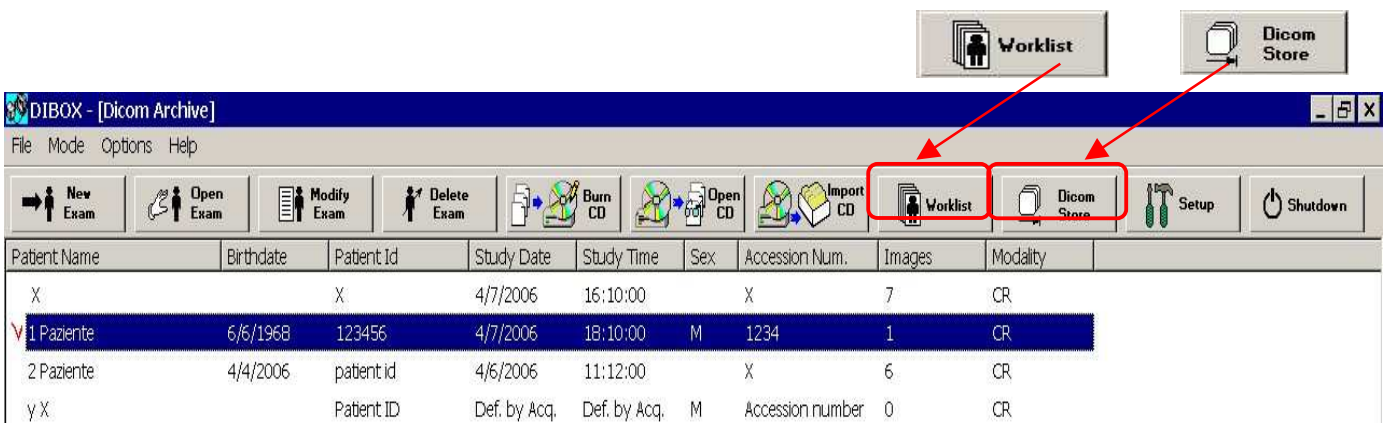 Worklist
Dicom
Store
DIBOX - [Dicom Archive]
File Mode Options Help
New
Exam
Open
Exam
Modify
Exam
Delete
Exam
Burn
CD
Open
CD
Import
CD
Worklist
Dicom
Store
Setup
Shutdown
Patient Name Birthdate Patient Id Study Date Study Time Sex Accession Num. Images Modality
X X 4/7/2006 16:10:00 X 7 CR
1 Paziente 6/6/1968 123456 4/7/2006 18:10:00 M 1234 1 CR
2 Paziente 4/4/2006 patient id 4/6/2006 11:12:00 X 6 CR
y X Patient ID Def. by Acq. Def. by Acq. M Accession number 0 CR